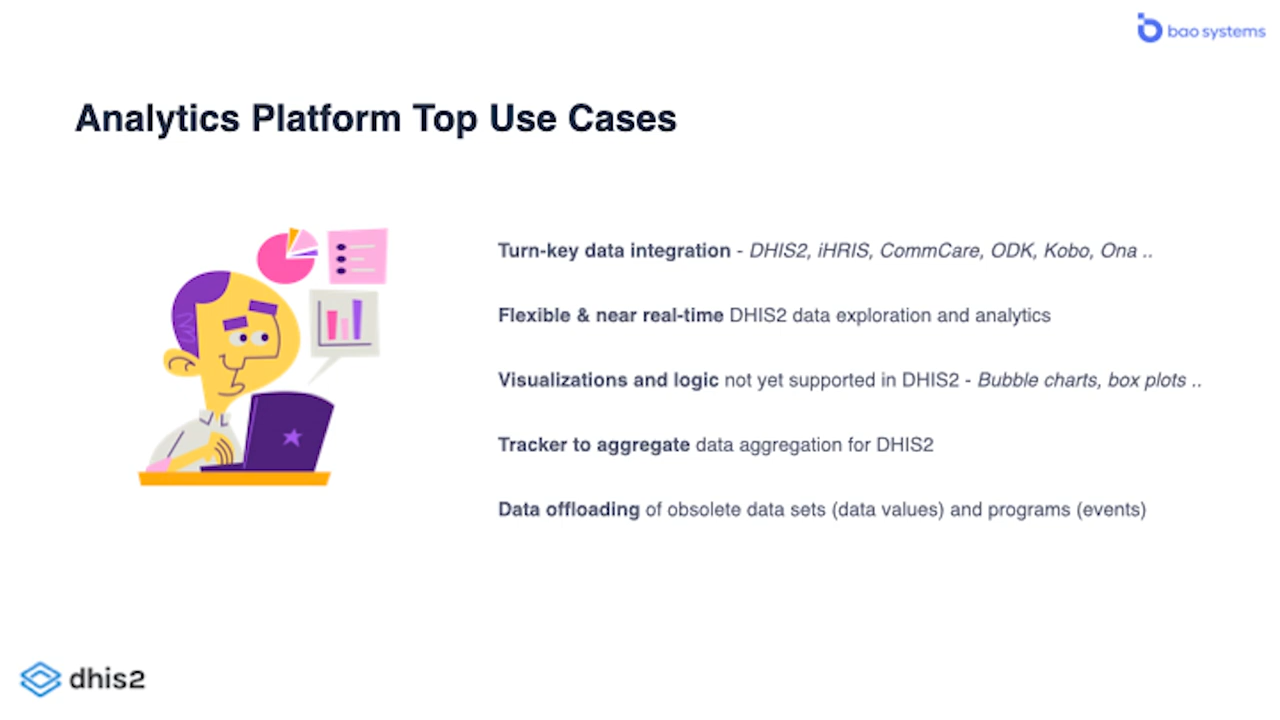 bao systems
Analytics Platform Top Use Cases
Turn-key data integration - DHIS2, iHRIS, CommCare, ODK, Kobo, Ona ..
Flexible & near real-time DHIS2 data exploration and analytics
Visualizations and logic not yet supported in DHIS2 - Bubble charts, box plots ..
Tracker to aggregate data aggregation for DHIS2
Data offloading of obsolete data sets (data values) and programs (events)
dhis2